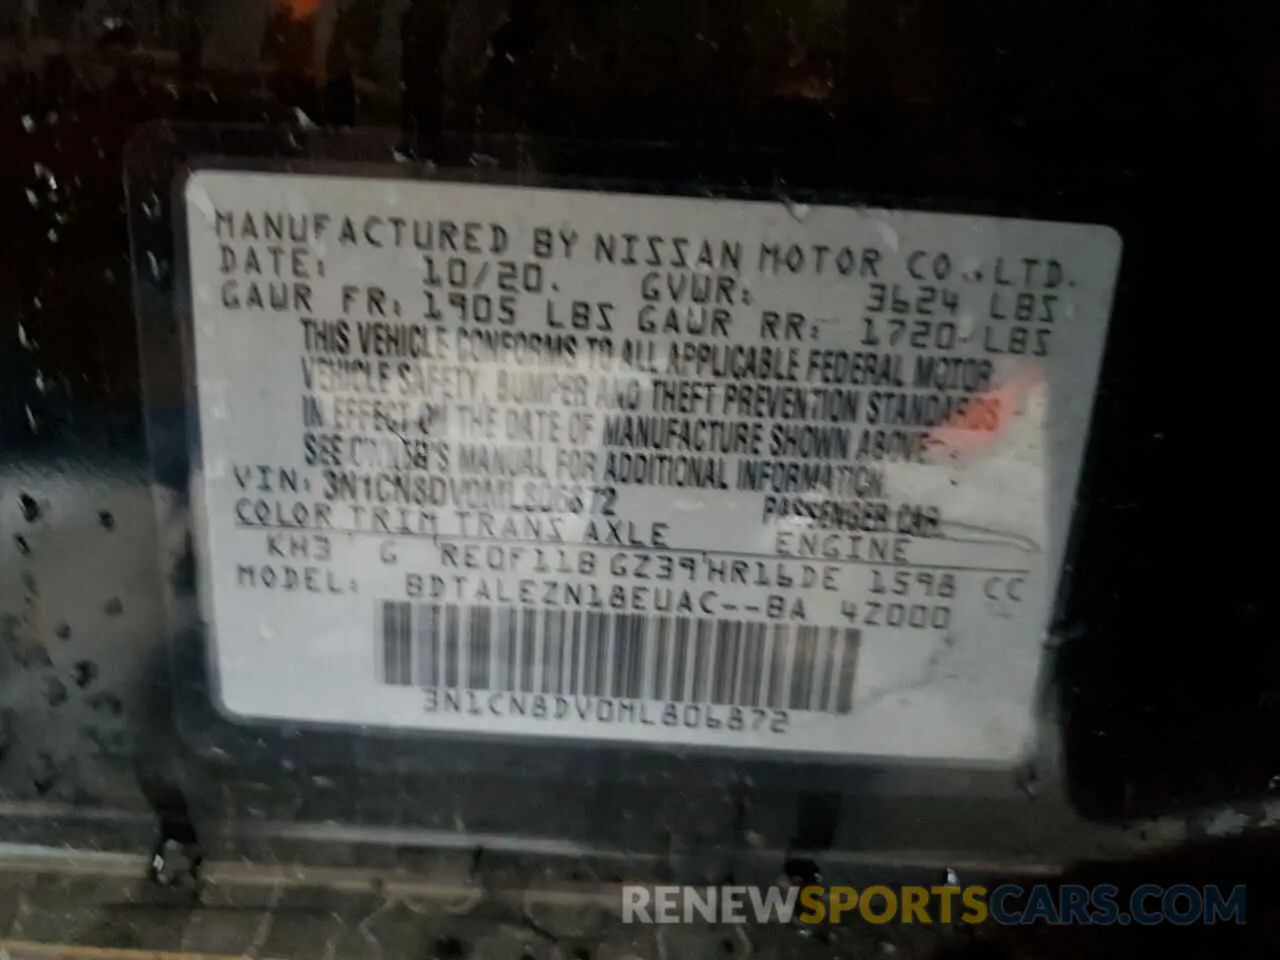 MANUFACTURED BY NISSAN MOTOR CO., LTD.
DATE: 10/20. GVWR: 3624 LBS
GAWR FR: 1905 LBS GAWR RR: 1720 LBS
THIS VEHICLE CONFORMS TO ALL APPLICABLE FEDERAL MOTOR
VEHICLE SAFETY, BUMPER AND THEFT PREVENTION STANDARDS
IN EFFECT ON THE DATE OF MANUFACTURE SHOWN ABOVE.
SEE OWNER'S MANUAL FOR ADDITIONAL INFORMATION.
VIN: 3N1CN8DV0ML806872 PASSENGER CAR
COLOR TRIM TRANS AXLE ENGINE
KH3 G RE0F11B GZ39 HR16DE 1598 CC
MODEL: BDTALEZN18EUAC--BA 4Z000
3N1CN8DV0ML806872
RENEWSPORTSCARS.COM